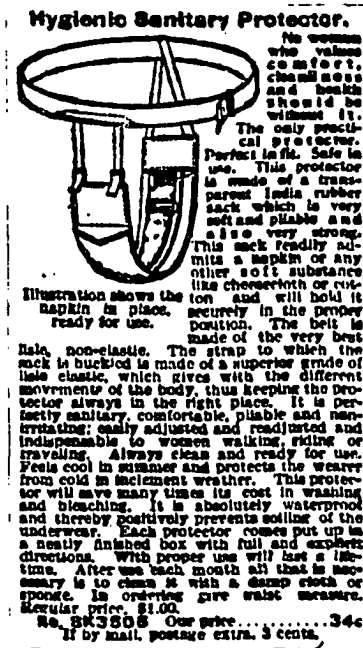 Hygienic Sanitary Protector.
No woman
who values
comfort,
cleanliness
and health
should be
without it.
The only practi-
cal protector.
Perfect in fit. Safe in
use. This protector
is made of a trans-
parent India rubber
sack which is very
soft and pliable and
also very strong.
This sack readily ad-
mits a napkin or any
other soft substance
like cheesecloth or cot-
ton and will hold it
securely in the proper
position. The belt is
made of the very best
Illustration shows the
napkin in place,
ready for use.
lisle, non-elastic. The strap to which the
sack is buckled is made of a superior grade of
lisle elastic, which gives with the different
movements of the body, thus keeping the pro-
tector always in the right place. It is per-
fectly sanitary, comfortable, pliable and non-
irritating; easily adjusted and readjusted and
indispensable to women walking, riding or
traveling. Always clean and ready for use.
Feels cool in summer and protects the wearer
from cold in inclement weather. This protec-
tor will save many times its cost in washing
and bleaching. It is absolutely waterproof
and thereby positively prevents soiling of the
underwear. Each protector comes put up in
a neatly finished box with full and explicit
directions. With proper use will last a life-
time. After use each month all that is nec-
essary is to clean it with a damp cloth or
sponge. In ordering give waist measure.
Regular price, $1.00.
No. 8K3508 Our price...........34c
If by mail, postage extra, 3 cents.